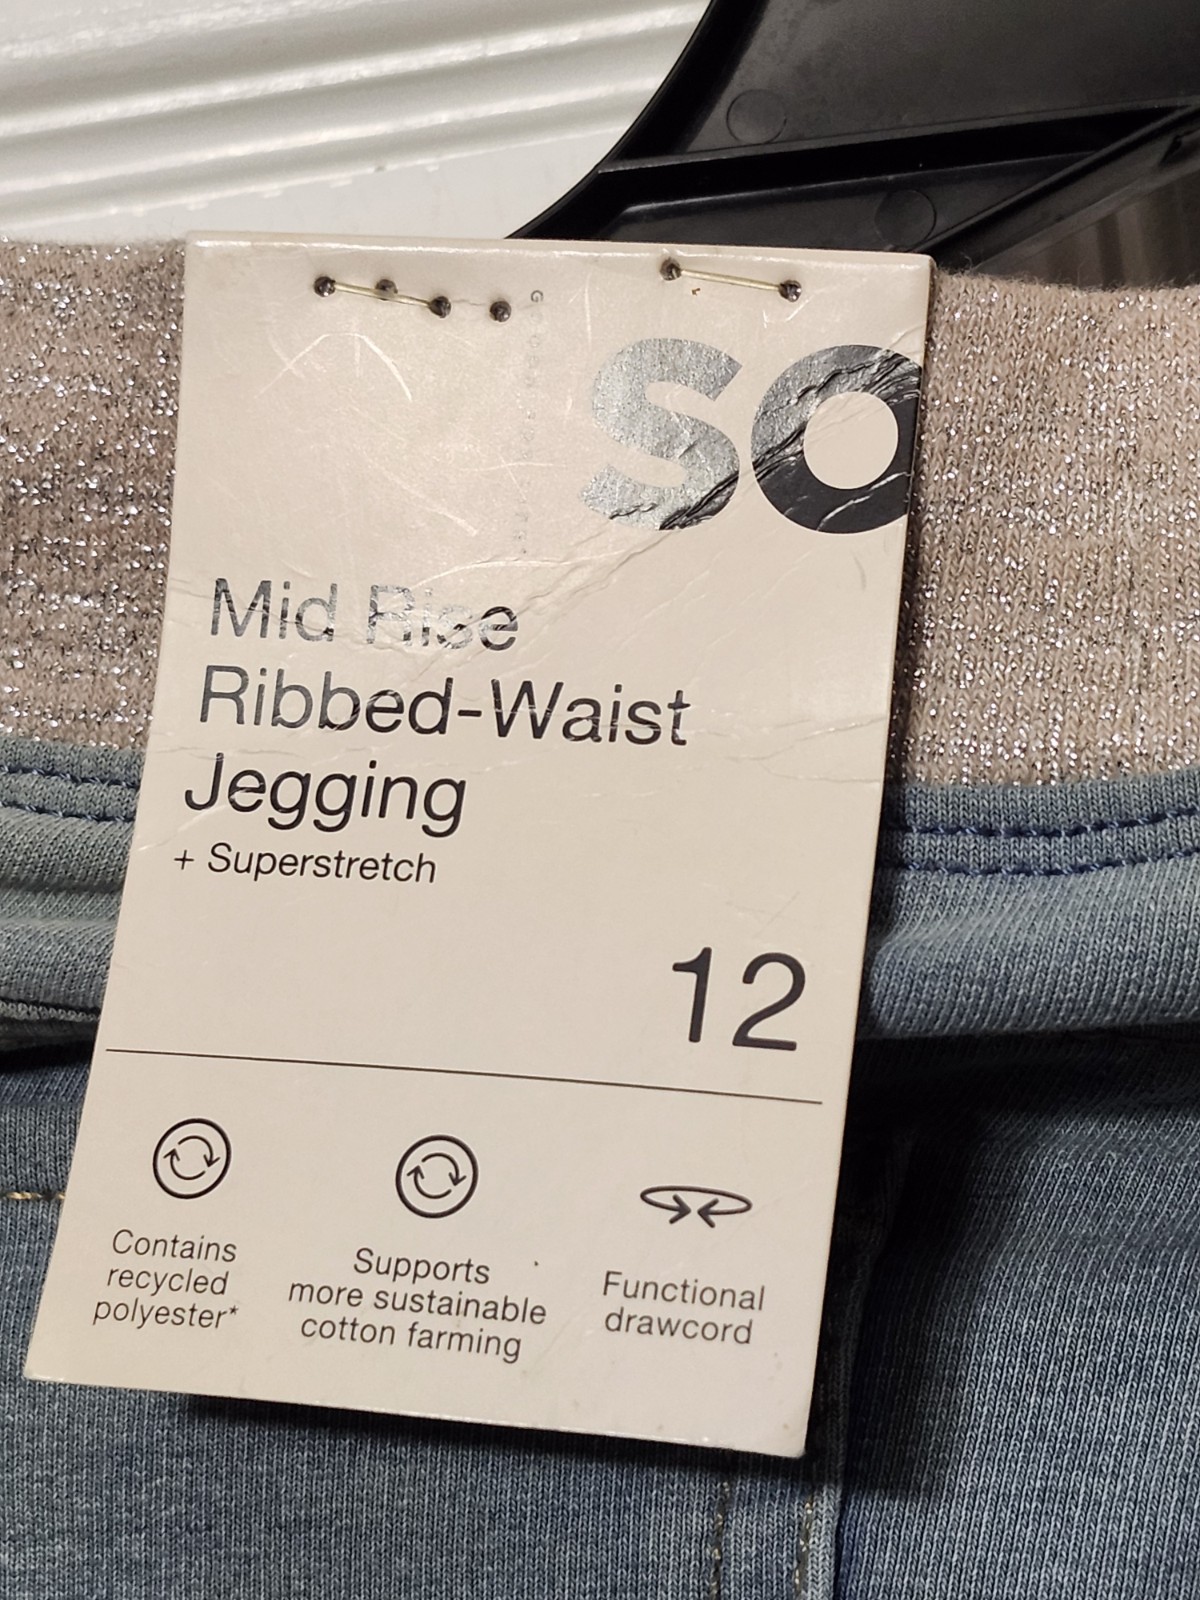 SO
Mid Rise
Ribbed-Waist
Jegging
+ Superstretch
12
Contains
recycled
polyester*
Supports
more sustainable
cotton farming
Functional
drawcord